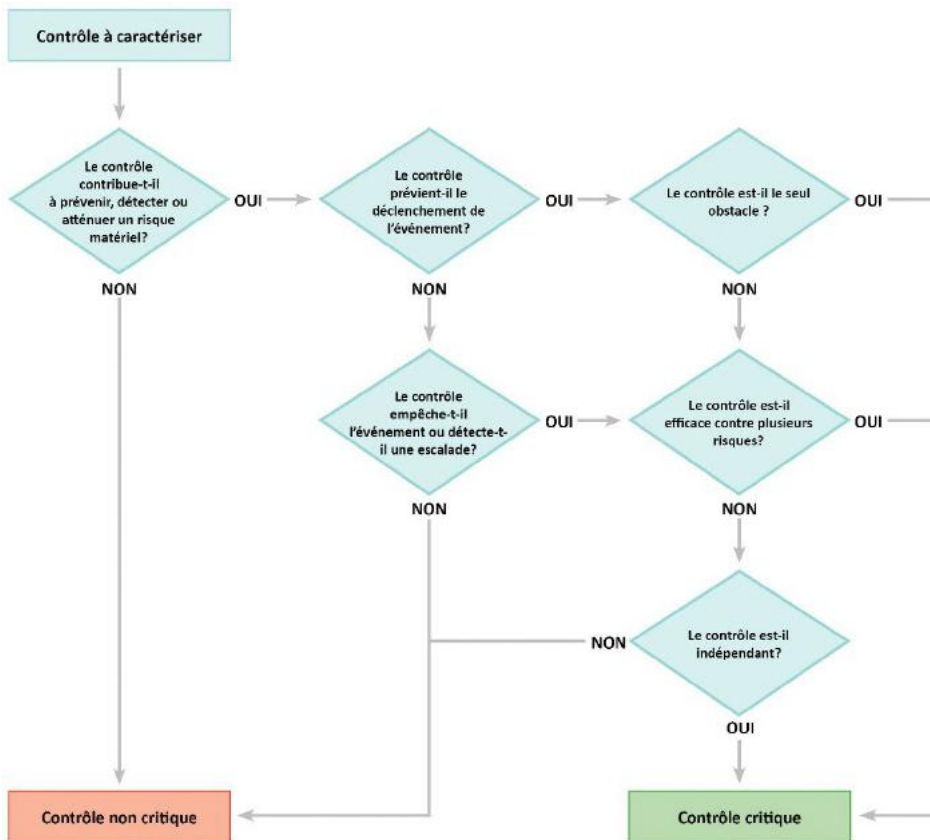 Contrôle à caractériser
Le contrôle
contribue-t-il
à prévenir, détecter ou
atténuer un risque
matériel?
OUI
Le contrôle
prévient-il le
déclenchement de
l'événement?
OUI
Le contrôle est-il le seul
obstacle ?
OUI
NON
NON
NON
Le contrôle
empêche-t-il
l'événement ou détecte-t-
il une escalade?
OUI
Le contrôle est-il
efficace contre plusieurs
risques?
OUI
NON
NON
NON
Le contrôle est-il
indépendant?
OUI
Contrôle non critique
Contrôle critique